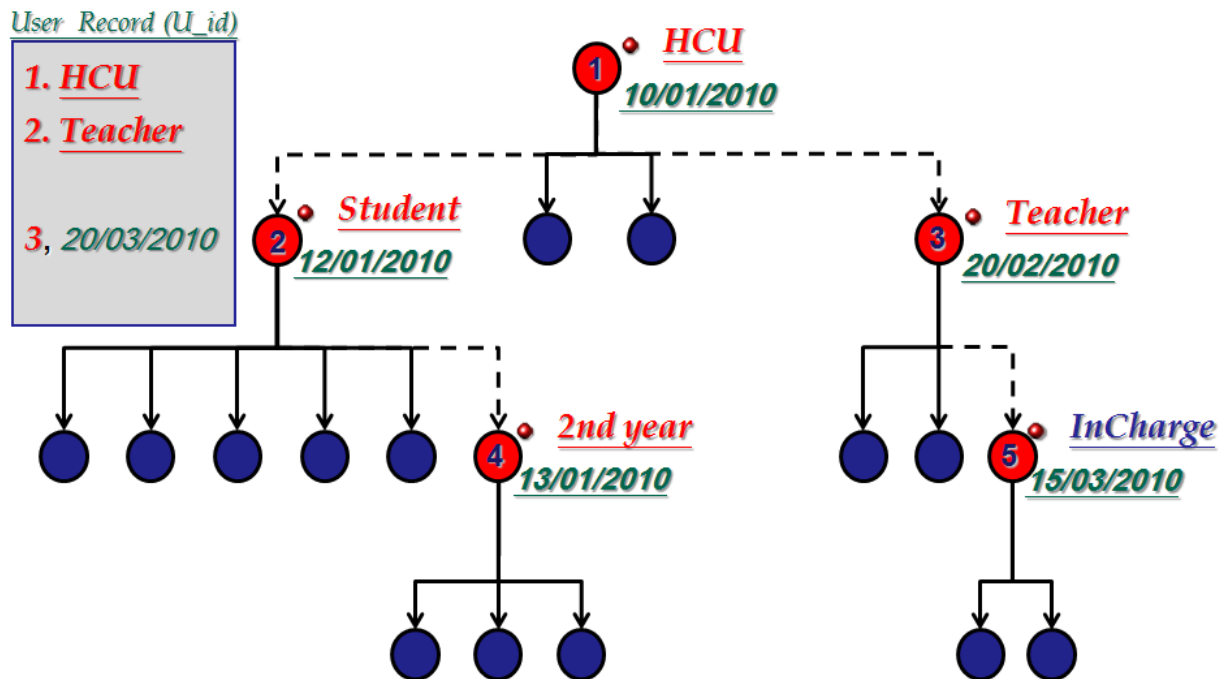 User Record (U_id)
1. HCU
2. Teacher
3, 20/03/2010
1
HCU
10/01/2010
2
Student
12/01/2010
3
Teacher
20/02/2010
4
2nd year
13/01/2010
5
InCharge
15/03/2010